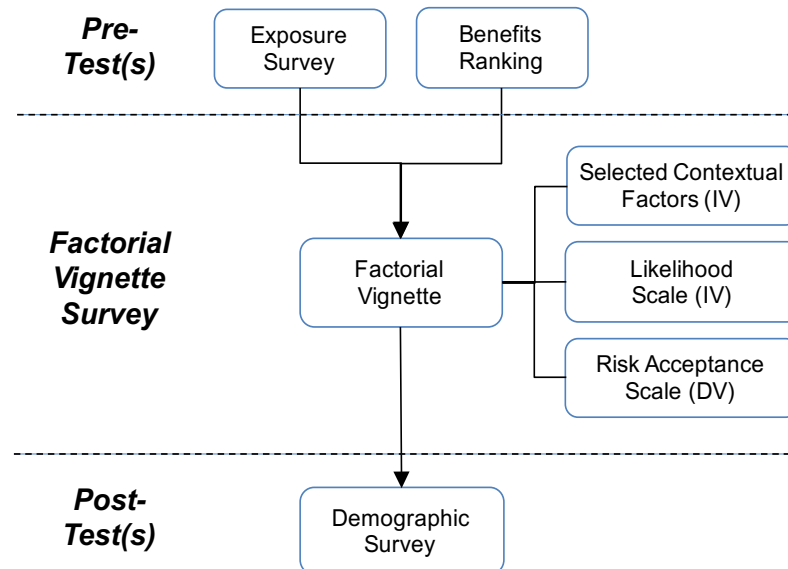 Pre-
Test(s)
Exposure
Survey
Benefits
Ranking
Factorial
Vignette
Survey
Factorial
Vignette
Selected Contextual
Factors (IV)
Likelihood
Scale (IV)
Risk Acceptance
Scale (DV)
Post-
Test(s)
Demographic
Survey